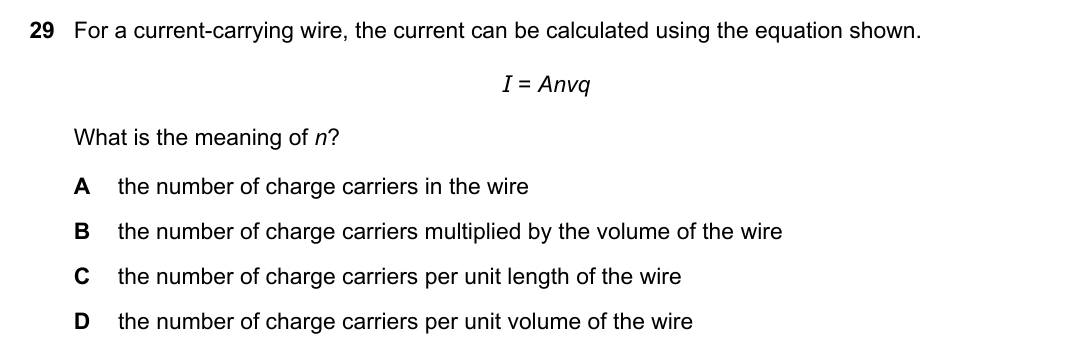 29 For a current-carrying wire, the current can be calculated using the equation shown.
I = Anvq
What is the meaning of n?
A the number of charge carriers in the wire
B the number of charge carriers multiplied by the volume of the wire
C the number of charge carriers per unit length of the wire
D the number of charge carriers per unit volume of the wire